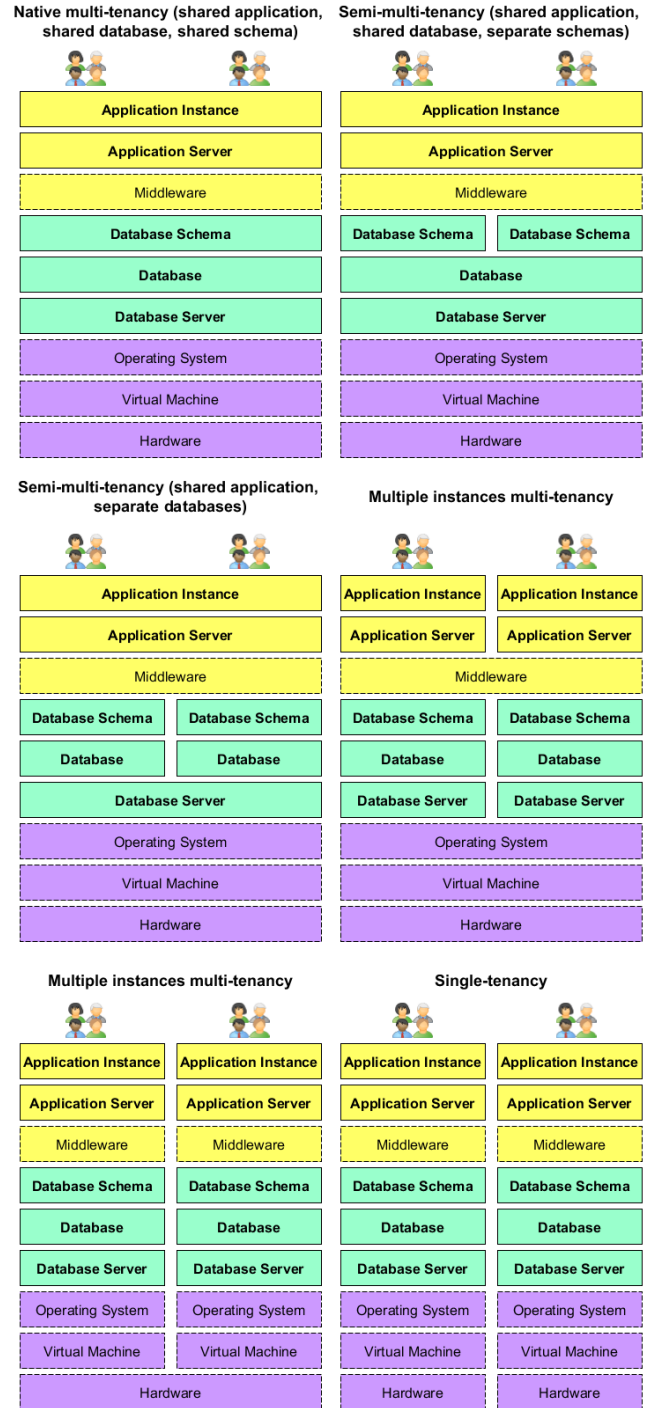 Native multi-tenancy (shared application,
shared database, shared schema)
Application Instance
Application Server
Middleware
Database Schema
Database
Database Server
Operating System
Virtual Machine
Hardware
Semi-multi-tenancy (shared application,
shared database, separate schemas)
Application Instance
Application Server
Middleware
Database Schema Database Schema
Database
Database Server
Operating System
Virtual Machine
Hardware
Semi-multi-tenancy (shared application,
separate databases)
Application Instance
Application Server
Middleware
Database Schema Database Schema
Database Database
Database Server
Operating System
Virtual Machine
Hardware
Multiple instances multi-tenancy
Application Instance Application Instance
Application Server Application Server
Middleware
Database Schema Database Schema
Database Database
Database Server Database Server
Operating System
Virtual Machine
Hardware
Multiple instances multi-tenancy
Application Instance Application Instance
Application Server Application Server
Middleware Middleware
Database Schema Database Schema
Database Database
Database Server Database Server
Operating System Operating System
Virtual Machine Virtual Machine
Hardware
Single-tenancy
Application Instance Application Instance
Application Server Application Server
Middleware Middleware
Database Schema Database Schema
Database Database
Database Server Database Server
Operating System Operating System
Virtual Machine Virtual Machine
Hardware Hardware